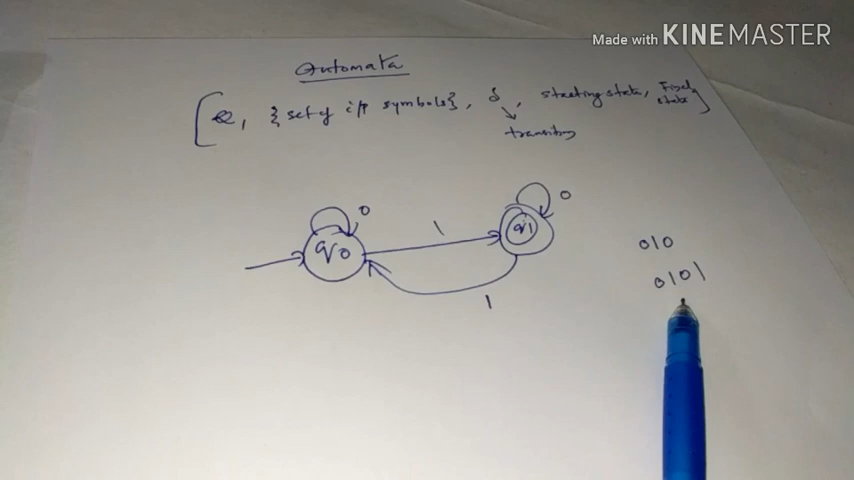 Made with KINEMASTER
Automata
[Q, {set of i/p symbols}, δ, starting state, Final state]
transition
0
0
1
q0
q1
1
010
0101